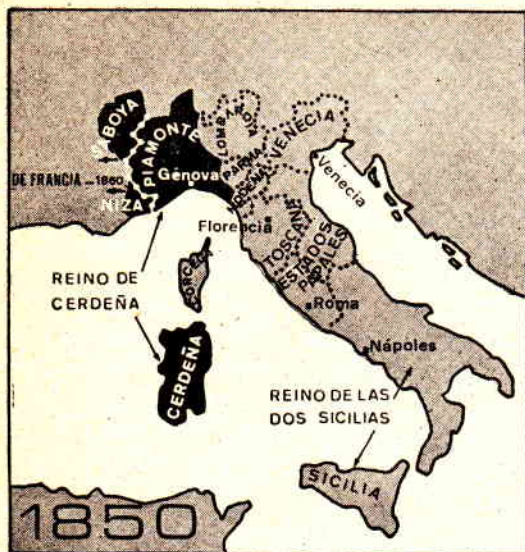 SABOYA
PIAMONTE
DE FRANCIA — 1860
NIZA
Génova
LOMBARDIA
VENECIA
PARMA
MODENA
Venecia
Florencia
TOSCANA
ESTADOS
PAPALES
REINO DE
CERDEÑA
CORCEGA
Roma
CERDEÑA
Nápoles
REINO DE LAS
DOS SICILIAS
SICILIA
1850